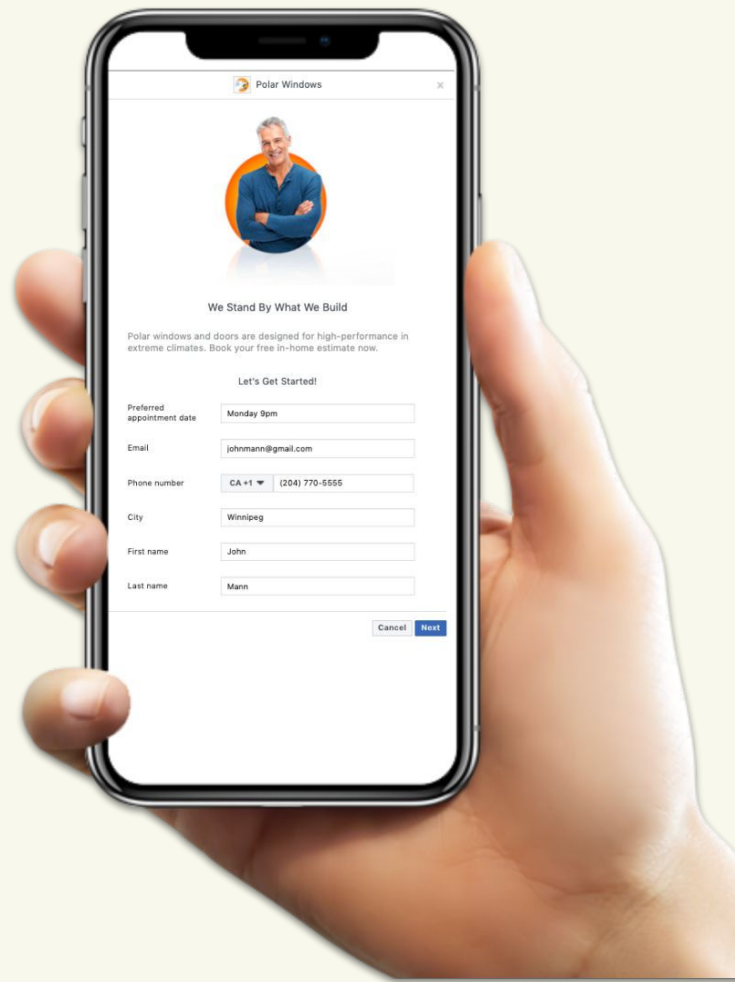 Polar Windows
We Stand By What We Build
Polar windows and doors are designed for high-performance in
extreme climates. Book your free in-home estimate now.
Let's Get Started!
Preferred
appointment date
Monday 9pm
Email
johnmann@gmail.com
Phone number
CA +1
(204) 770-5555
City
Winnipeg
First name
John
Last name
Mann
Cancel
Next